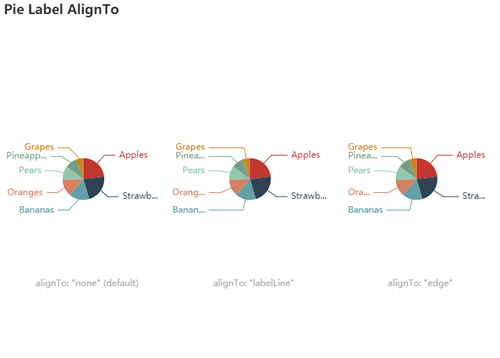 Pie Label AlignTo
Grapes
Pineapp...
Pears
Oranges
Bananas
Apples
Strawb...
alignTo: "none" (default)
Grapes
Pinea...
Pears
Orang...
Banan...
Apples
Strawb...
alignTo: "labelLine"
Grapes
Pinea...
Pears
Ora...
Bananas
Apples
Stra...
alignTo: "edge"